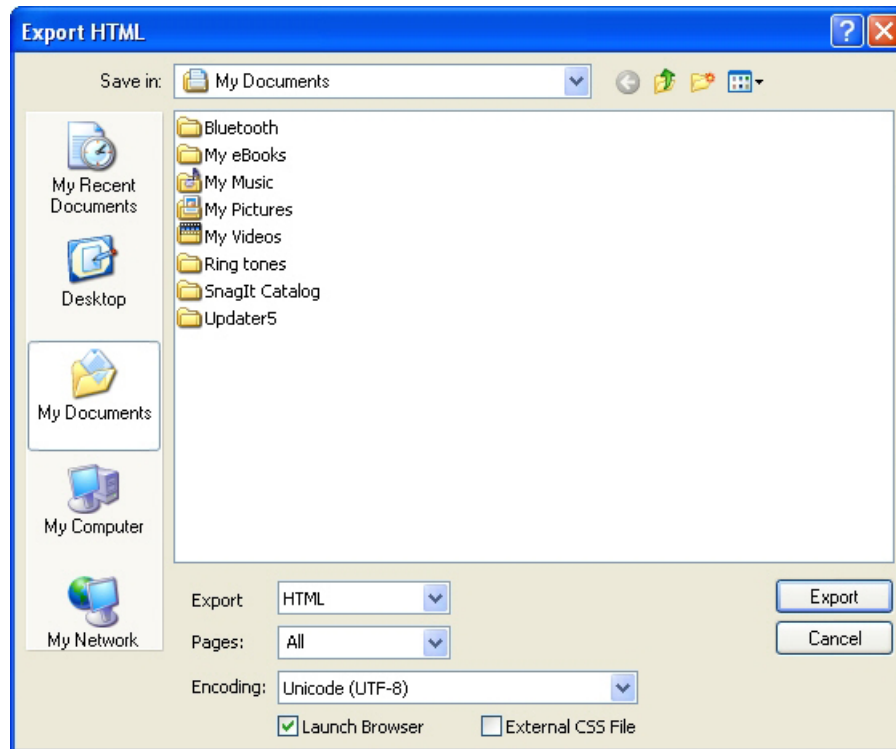 Export HTML
Save in:
My Documents
My Recent
Documents
Desktop
My Documents
My Computer
My Network
Bluetooth
My eBooks
My Music
My Pictures
My Videos
Ring tones
SnagIt Catalog
Updater5
Export
HTML
Export
Pages:
All
Cancel
Encoding:
Unicode (UTF-8)
Launch Browser
External CSS File